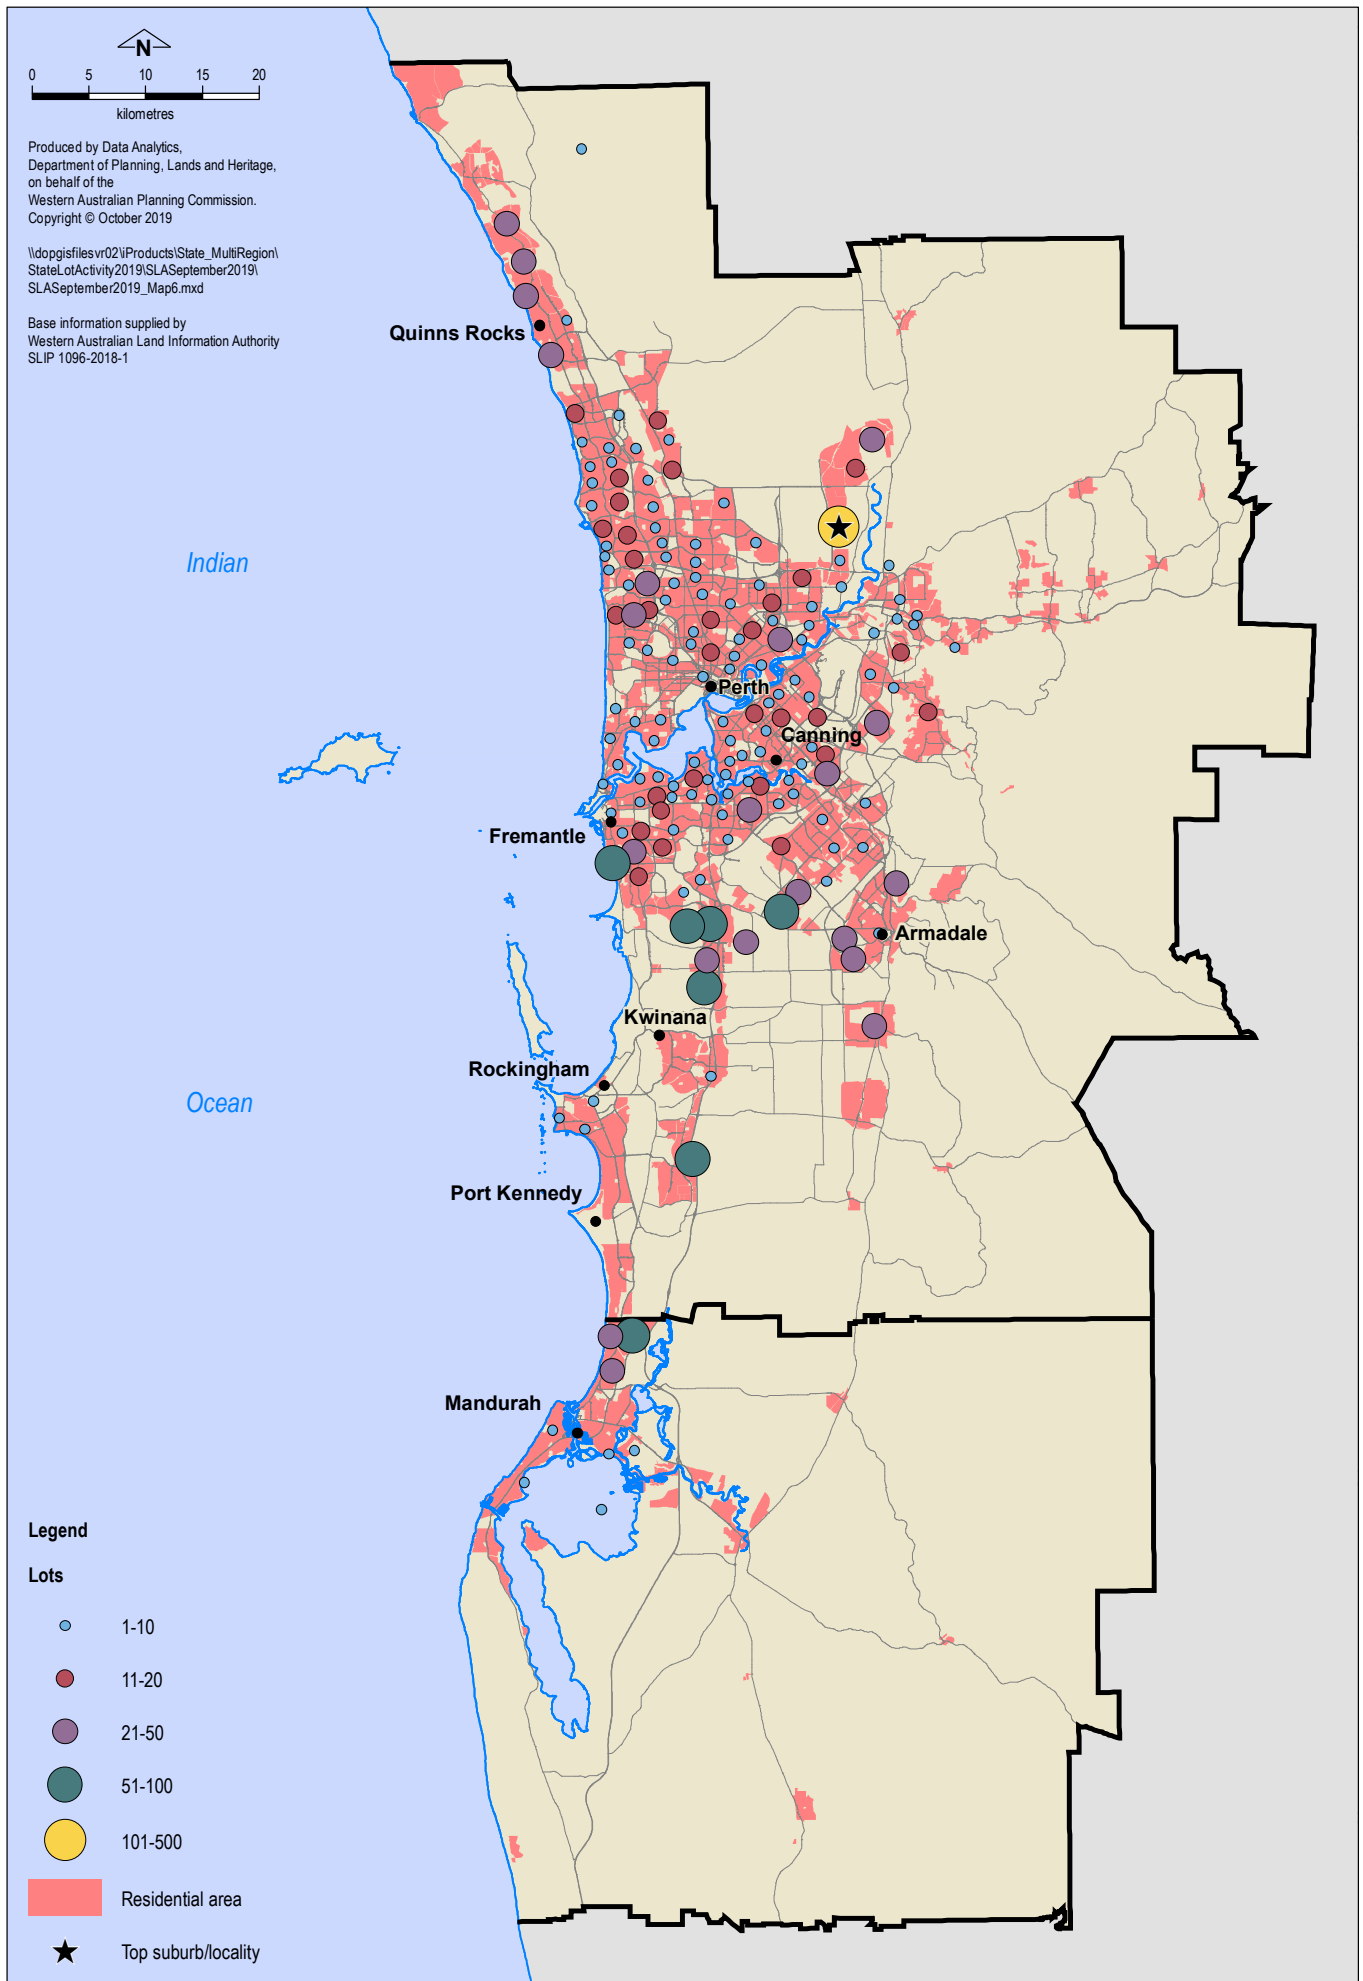 N
0 5 10 15 20
kilometres
Produced by Data Analytics,
Department of Planning, Lands and Heritage,
on behalf of the
Western Australian Planning Commission.
Copyright © October 2019
\\dopgisfilesvr02\iProducts\State_MultiRegion\
StateLotActivity2019\SLASeptember2019\
SLASeptember2019_Map6.mxd
Base information supplied by
Western Australian Land Information Authority
SLIP 1096-2018-1
Quinns Rocks
Indian
Perth
Canning
Fremantle
Armadale
Kwinana
Rockingham
Ocean
Port Kennedy
Mandurah
Legend
Lots
1-10
11-20
21-50
51-100
101-500
Residential area
Top suburb/locality